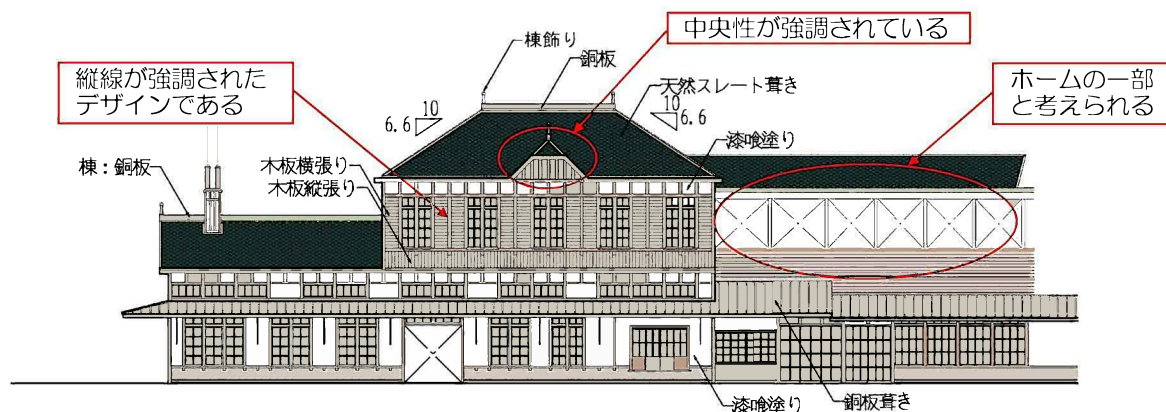 中央性が強調されている
棟飾り
銅板
縦線が強調された
デザインである
天然スレート葺き
ホームの一部
と考えられる
10
6.6
10
6.6
漆喰塗り
木板横張り
木板縦張り
棟:銅板
漆喰塗り
銅板葺き